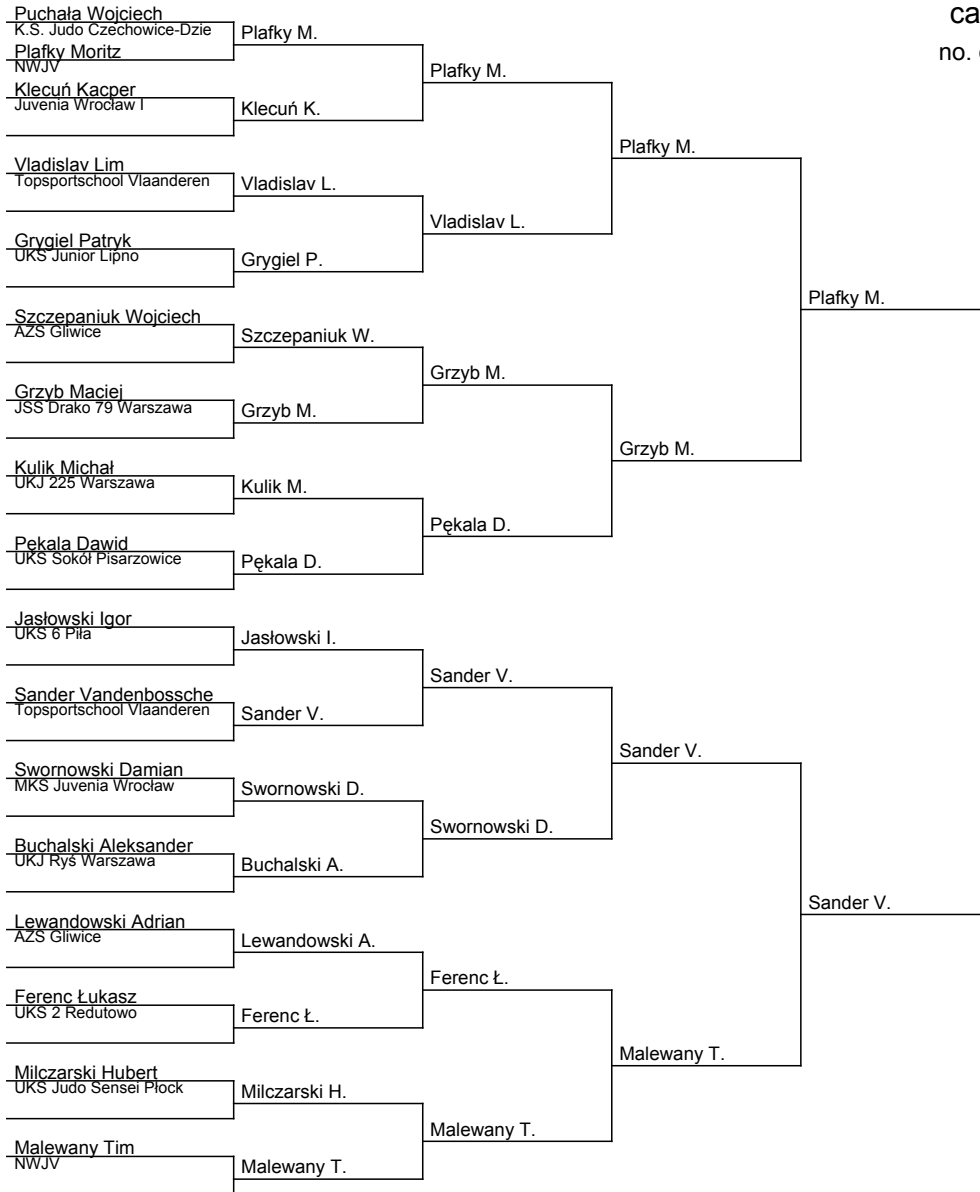 Puchała Wojciech
K.S. Judo Czechowice-Dzie
Plafky Moritz
NWJV
Klecuń Kacper
Juvenia Wrocław I
Vladislav Lim
Topsportschool Vlaanderen
Grygiel Patryk
UKS Junior Lipno
Szczepaniuk Wojciech
AZS Gliwice
Grzyb Maciej
JSS Drako 79 Warszawa
Kulik Michał
UKJ 225 Warszawa
Pękala Dawid
UKS Sokół Pisarzowice
Jasłowski Igor
UKS 6 Piła
Sander Vandenbossche
Topsportschool Vlaanderen
Swornowski Damian
MKS Juvenia Wrocław
Buchalski Aleksander
UKJ Ryś Warszawa
Lewandowski Adrian
AZS Gliwice
Ferenc Łukasz
UKS 2 Redutowo
Milczarski Hubert
UKS Judo Sensei Płock
Malewany Tim
NWJV
Plafky M.
Klecuń K.
Vladislav L.
Grygiel P.
Szczepaniuk W.
Grzyb M.
Kulik M.
Pękala D.
Jasłowski I.
Sander V.
Swornowski D.
Buchalski A.
Lewandowski A.
Ferenc Ł.
Milczarski H.
Malewany T.
Plafky M.
Vladislav L.
Grzyb M.
Pękala D.
Sander V.
Swornowski D.
Ferenc Ł.
Malewany T.
Plafky M.
Grzyb M.
Sander V.
Malewany T.
Plafky M.
Sander V.
ca
no.